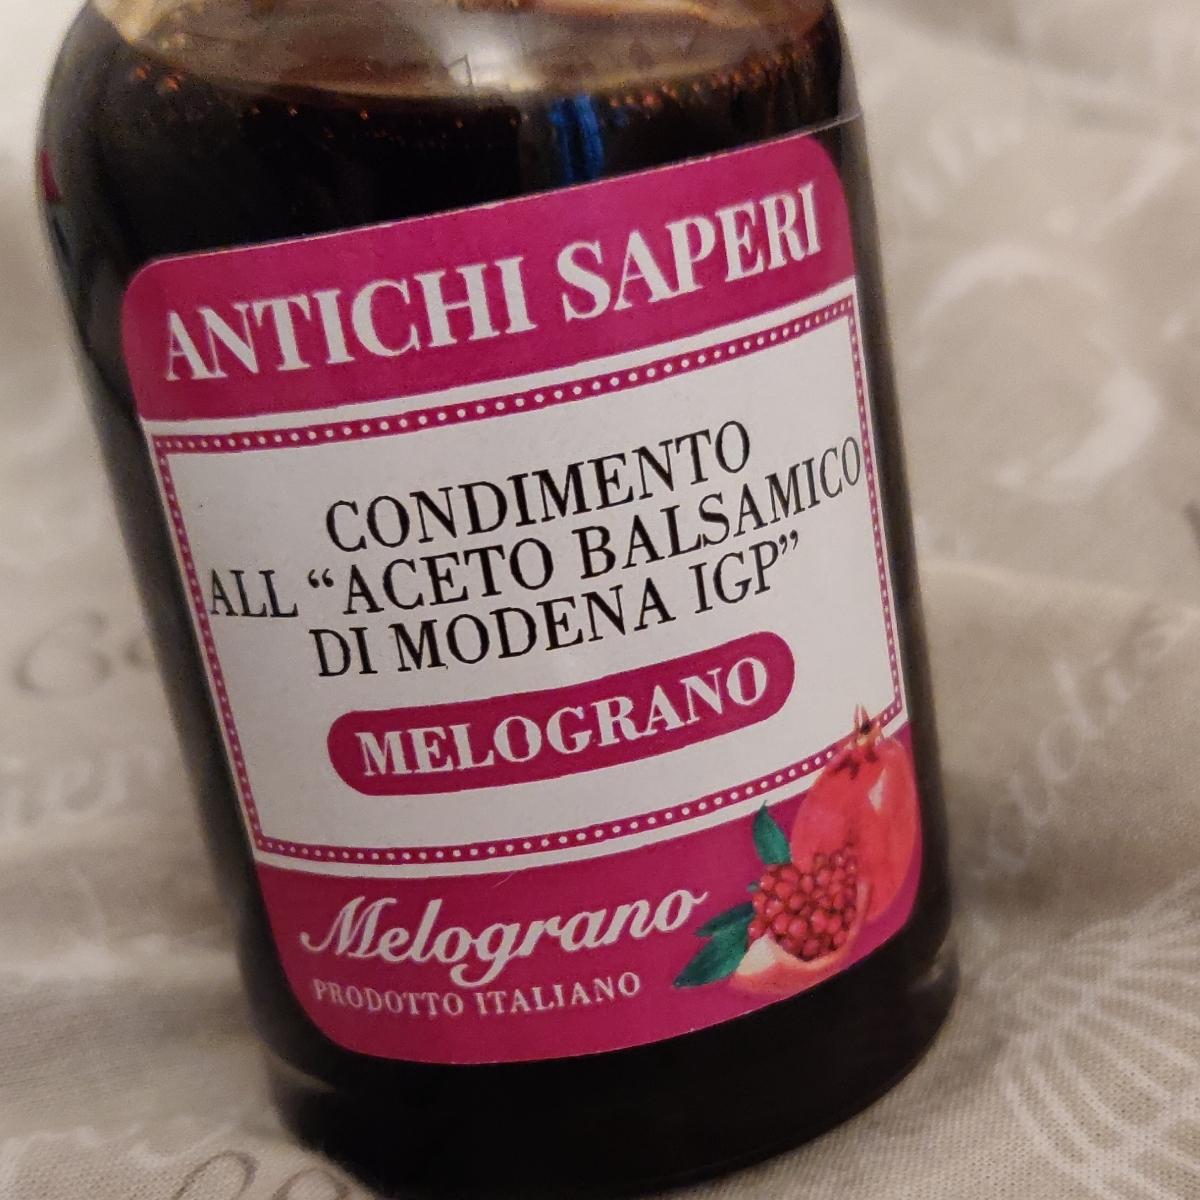 ANTICHI SAPERI
CONDIMENTO
ALL “ACETO BALSAMICO
DI MODENA IGP”
MELOGRANO
Melograno
PRODOTTO ITALIANO